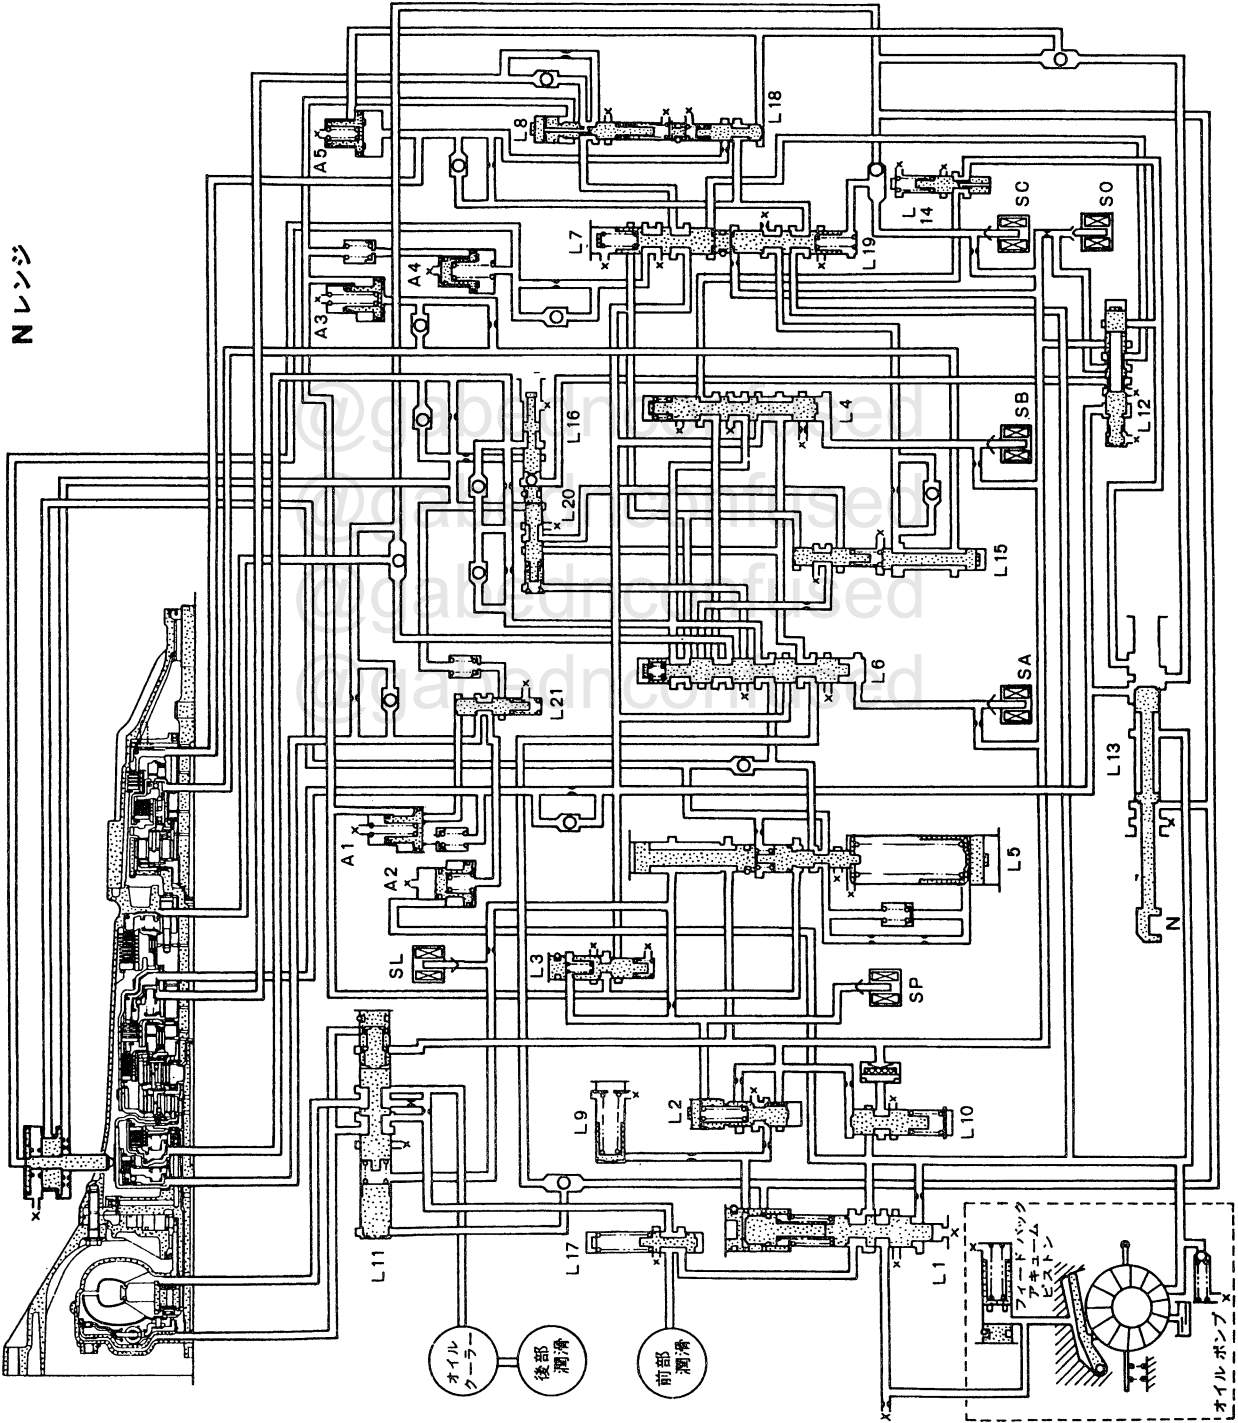 N レンジ
A5
L8
L18
A4
L7
L19
L14
SC
SO
A3
L16
L4
SB
L12
@gabednconfused
L20
@gabednconfused
L15
@gabednconfused
L6
@gabednconfused
SA
L21
L13
A1
A2
L5
N
SL
L3
SP
L9
L2
L10
L11
L17
L1
オイル
クーラー
後部
潤滑
前部
潤滑
フィード バック
アキューム
ピストン
オイル ポンプ